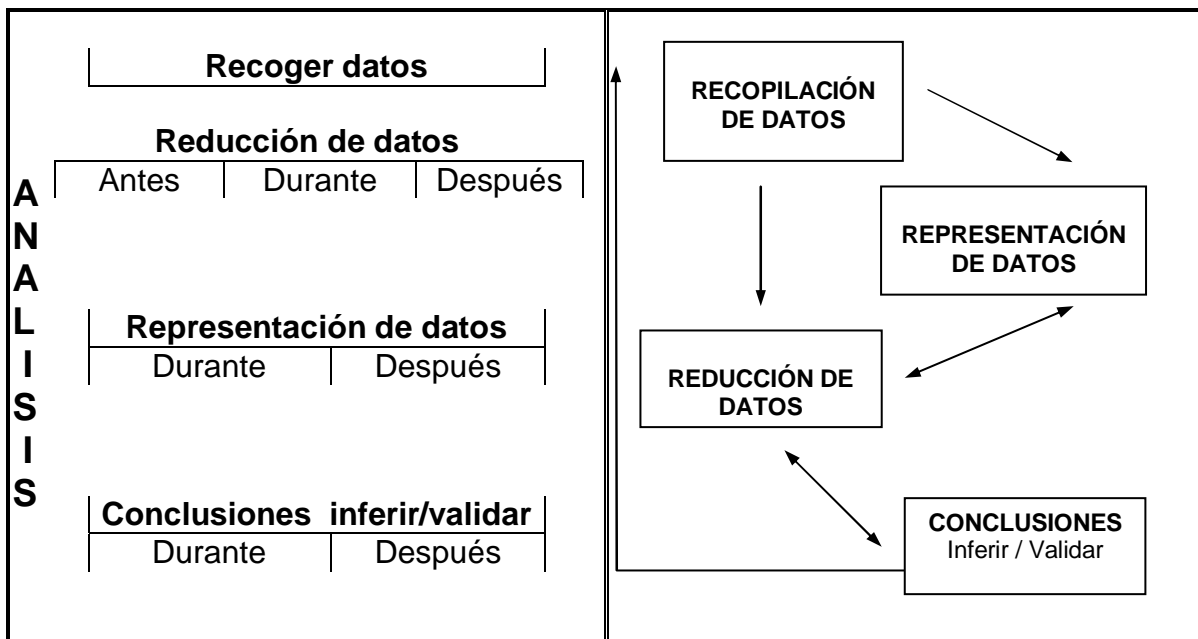 Recoger datos
Reducción de datos
Antes Durante Después
ANALISIS
Representación de datos
Durante Después
Conclusiones inferir/validar
Durante Después
RECOPILACIÓN
DE DATOS
REPRESENTACIÓN
DE DATOS
REDUCCIÓN DE
DATOS
CONCLUSIONES
Inferir / Validar